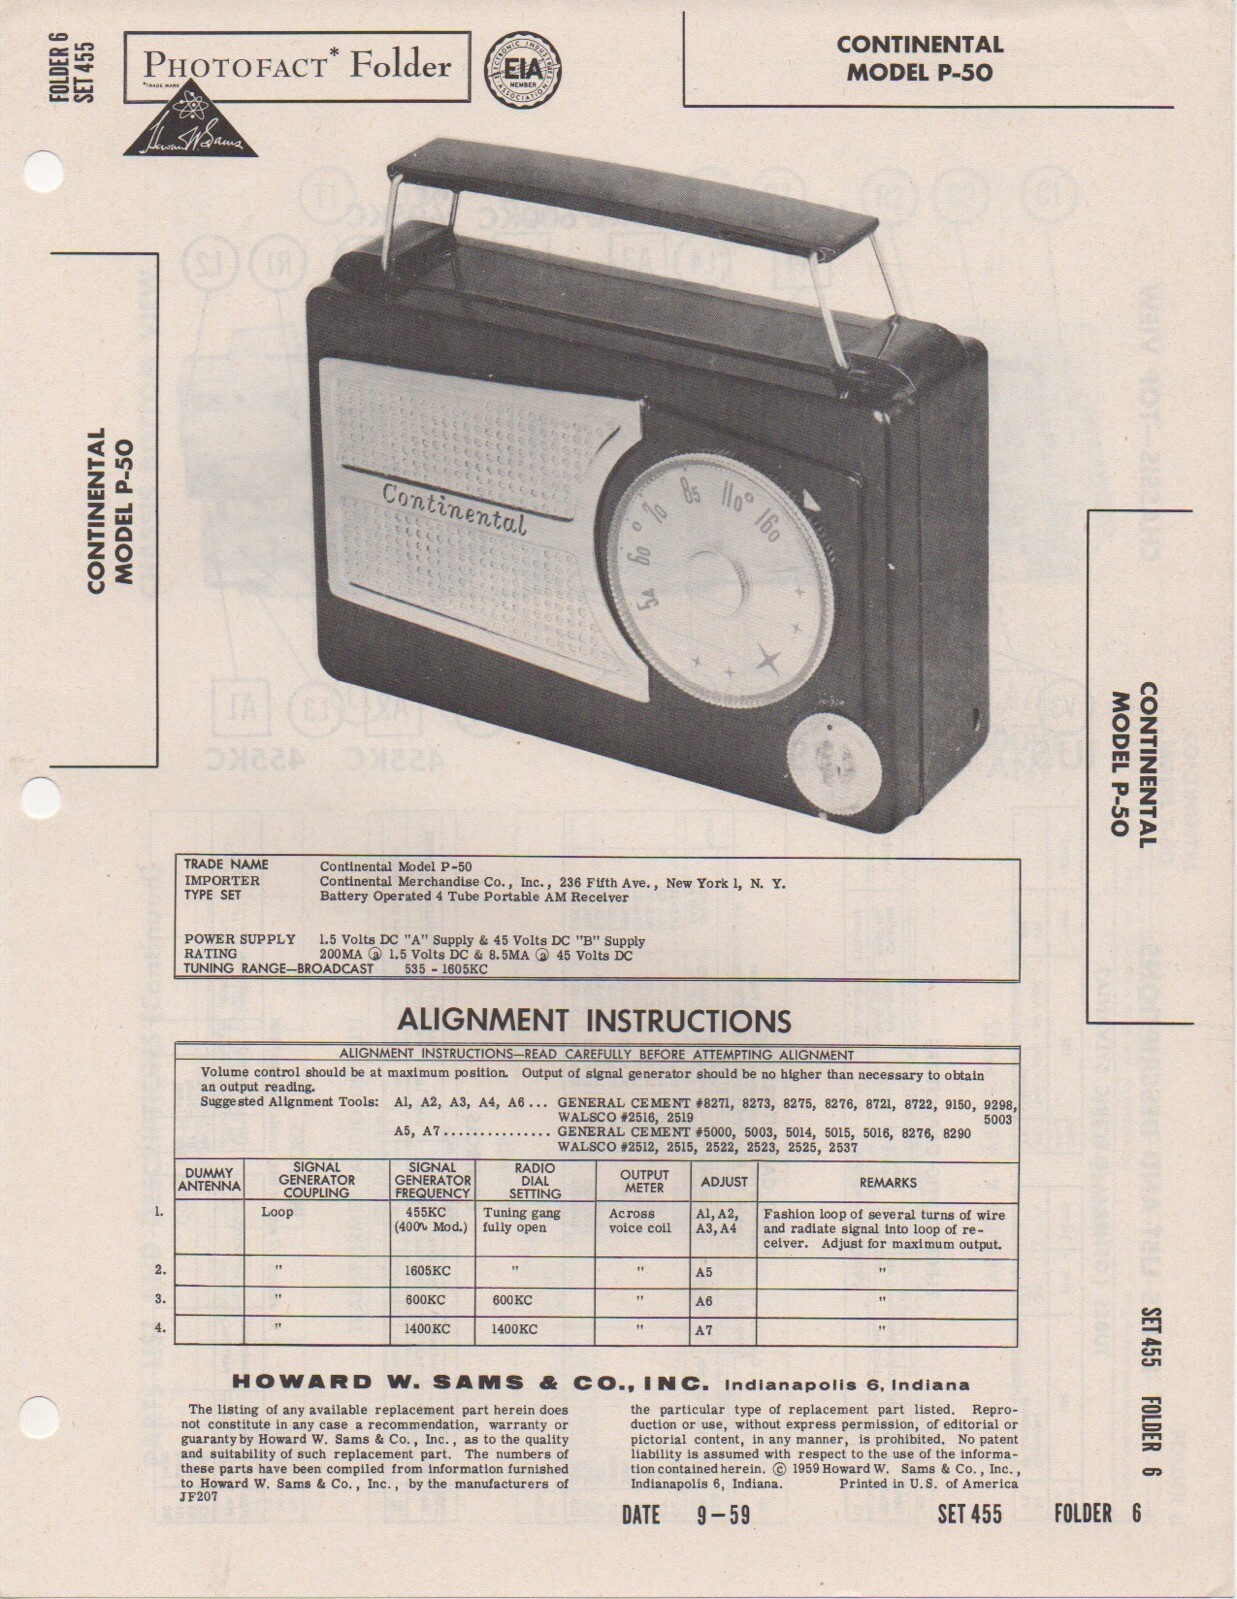 FOLDER 6
SET 455
PHOTOFACT* Folder
*TRADE MARK
Howard W. Sams
ELECTRONIC INDUSTRIES
EIA
MEMBER
ASSOCIATION
CONTINENTAL
MODEL P-50
CONTINENTAL
MODEL P-50
Continental
54 60 70 85 110 160
CONTINENTAL
MODEL P-50
TRADE NAME Continental Model P-50
IMPORTER Continental Merchandise Co., Inc., 236 Fifth Ave., New York 1, N. Y.
TYPE SET Battery Operated 4 Tube Portable AM Receiver
POWER SUPPLY 1.5 Volts DC "A" Supply & 45 Volts DC "B" Supply
RATING 200MA @ 1.5 Volts DC & 8.5MA @ 45 Volts DC
TUNING RANGE—BROADCAST 535 - 1605KC
ALIGNMENT INSTRUCTIONS
ALIGNMENT INSTRUCTIONS—READ CAREFULLY BEFORE ATTEMPTING ALIGNMENT
Volume control should be at maximum position. Output of signal generator should be no higher than necessary to obtain
an output reading.
Suggested Alignment Tools: A1, A2, A3, A4, A6 ... GENERAL CEMENT #8271, 8273, 8275, 8276, 8721, 8722, 9150, 9298,
WALSCO #2516, 2519 5003
A5, A7............... GENERAL CEMENT #5000, 5003, 5014, 5015, 5016, 8276, 8290
WALSCO #2512, 2515, 2522, 2523, 2525, 2537
DUMMY
ANTENNA
SIGNAL
GENERATOR
COUPLING
SIGNAL
GENERATOR
FREQUENCY
RADIO
DIAL
SETTING
OUTPUT
METER
ADJUST
REMARKS
1. Loop 455KC Tuning gang Across A1, A2, Fashion loop of several turns of wire
(400∿ Mod.) fully open voice coil A3, A4 and radiate signal into loop of re-
ceiver. Adjust for maximum output.
2. " 1605KC " " A5 "
3. " 600KC 600KC " A6 "
4. " 1400KC 1400KC " A7 "
HOWARD W. SAMS & CO., INC. Indianapolis 6, Indiana
The listing of any available replacement part herein does
not constitute in any case a recommendation, warranty or
guaranty by Howard W. Sams & Co., Inc., as to the quality
and suitability of such replacement part. The numbers of
these parts have been compiled from information furnished
to Howard W. Sams & Co., Inc., by the manufacturers of
JF207
the particular type of replacement part listed. Repro-
duction or use, without express permission, of editorial or
pictorial content, in any manner, is prohibited. No patent
liability is assumed with respect to the use of the informa-
tion contained herein. © 1959 Howard W. Sams & Co., Inc.,
Indianapolis 6, Indiana. Printed in U.S. of America
DATE 9-59 SET 455 FOLDER 6
SET 455 FOLDER 6